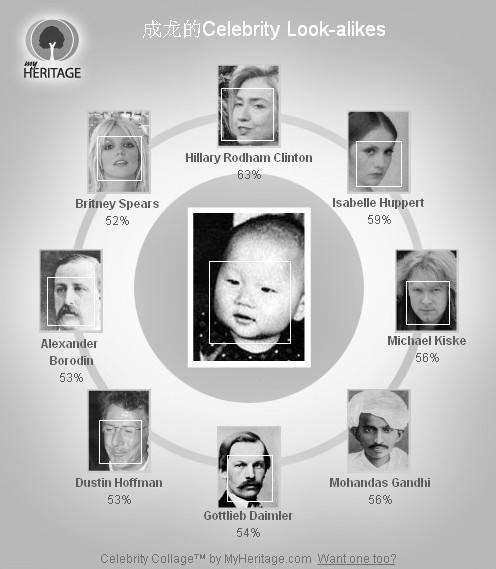 成龙的Celebrity Look-alikes
my
HERITAGE
Hillary Rodham Clinton
63%
Britney Spears
52%
Isabelle Huppert
59%
Alexander
Borodin
53%
Michael Kiske
56%
Dustin Hoffman
53%
Mohandas Gandhi
56%
Gottlieb Daimler
54%
Celebrity Collage™ by MyHeritage.com Want one too?